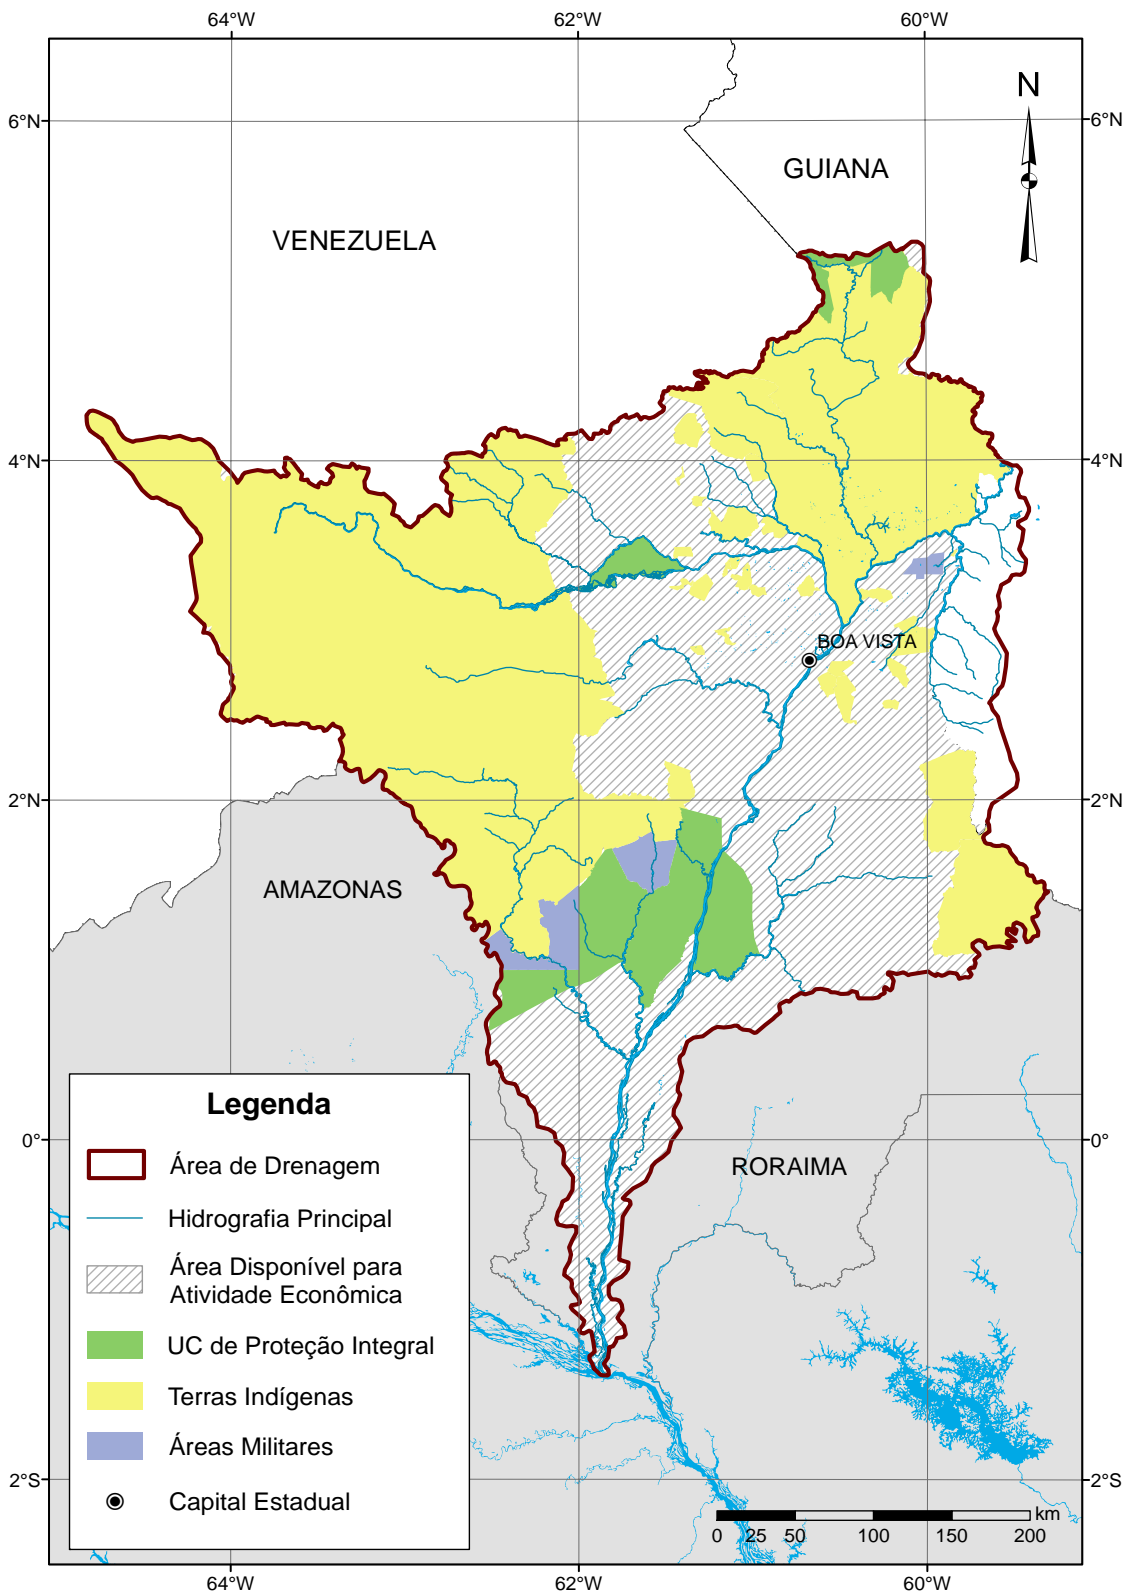 64°W 62°W 60°W
N
6°N 6°N
GUIANA
VENEZUELA
4°N 4°N
BOA VISTA
2°N 2°N
AMAZONAS
Legenda
Área de Drenagem
Hidrografia Principal
Área Disponível para
Atividade Econômica
UC de Proteção Integral
Terras Indígenas
Áreas Militares
Capital Estadual
0° 0°
RORAIMA
2°S 2°S
km
0 25 50 100 150 200
64°W 62°W 60°W